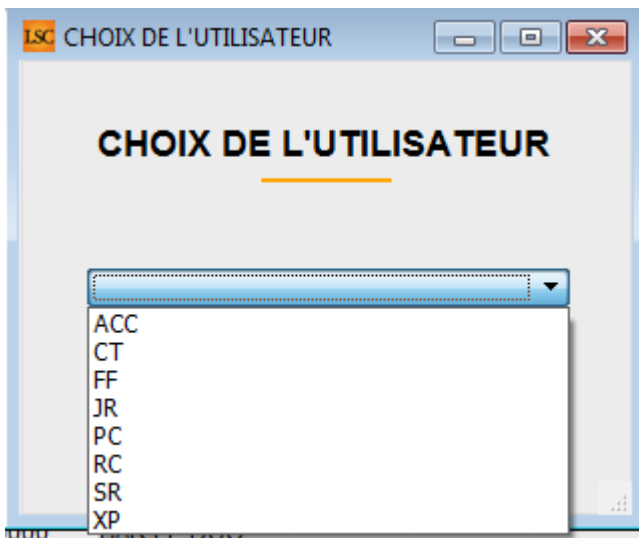 LSC CHOIX DE L'UTILISATEUR
CHOIX DE L'UTILISATEUR
ACC
CT
FF
JR
PC
RC
SR
XP